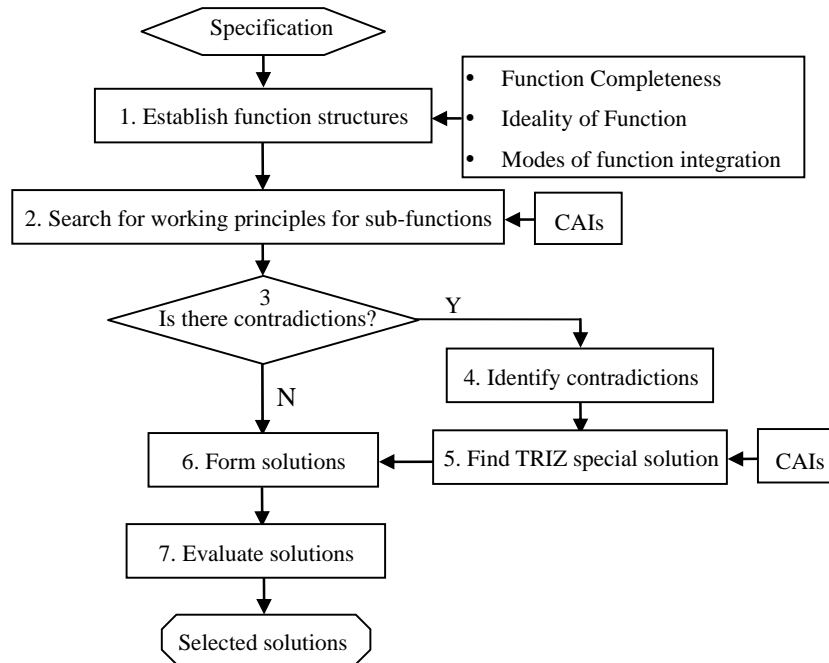 Specification
1. Establish function structures
• Function Completeness
• Ideality of Function
• Modes of function integration
2. Search for working principles for sub-functions
CAIs
3
Is there contradictions?
Y
4. Identify contradictions
N
6. Form solutions
5. Find TRIZ special solution
CAIs
7. Evaluate solutions
Selected solutions